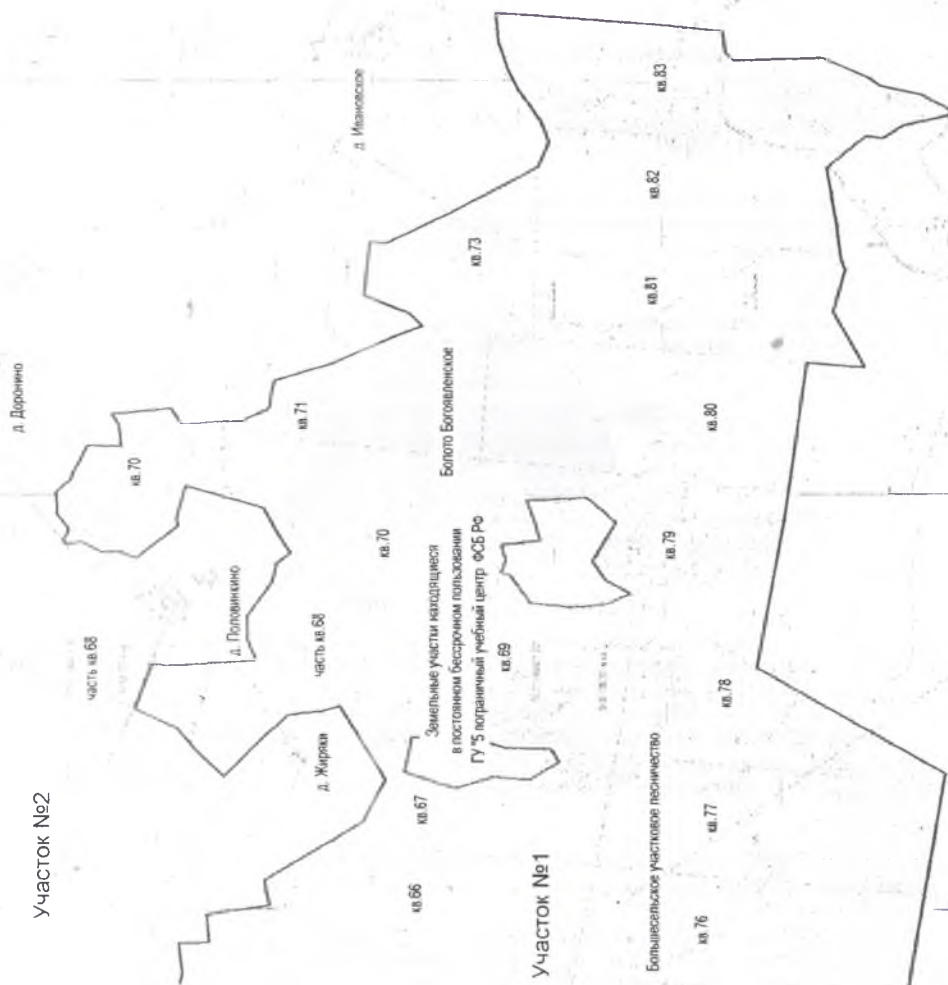 Участок №2
часть кв.68
д. Доронино
кв.70
д. Половинкино
кв.71
часть кв.68
д. Жиряки
д. Ивановское
кв.70
кв.66
кв.67
Земельные участки находящиеся
в постоянном бессрочном пользовании
ГУ "5 пограничный учебный центр ФСБ РФ
Болото Богоявленское
кв.73
кв.69
Участок №1
Большесельское участковое лесничество
кв.79
кв.81
кв.82
кв.83
кв.76
кв.77
кв.78
кв.80